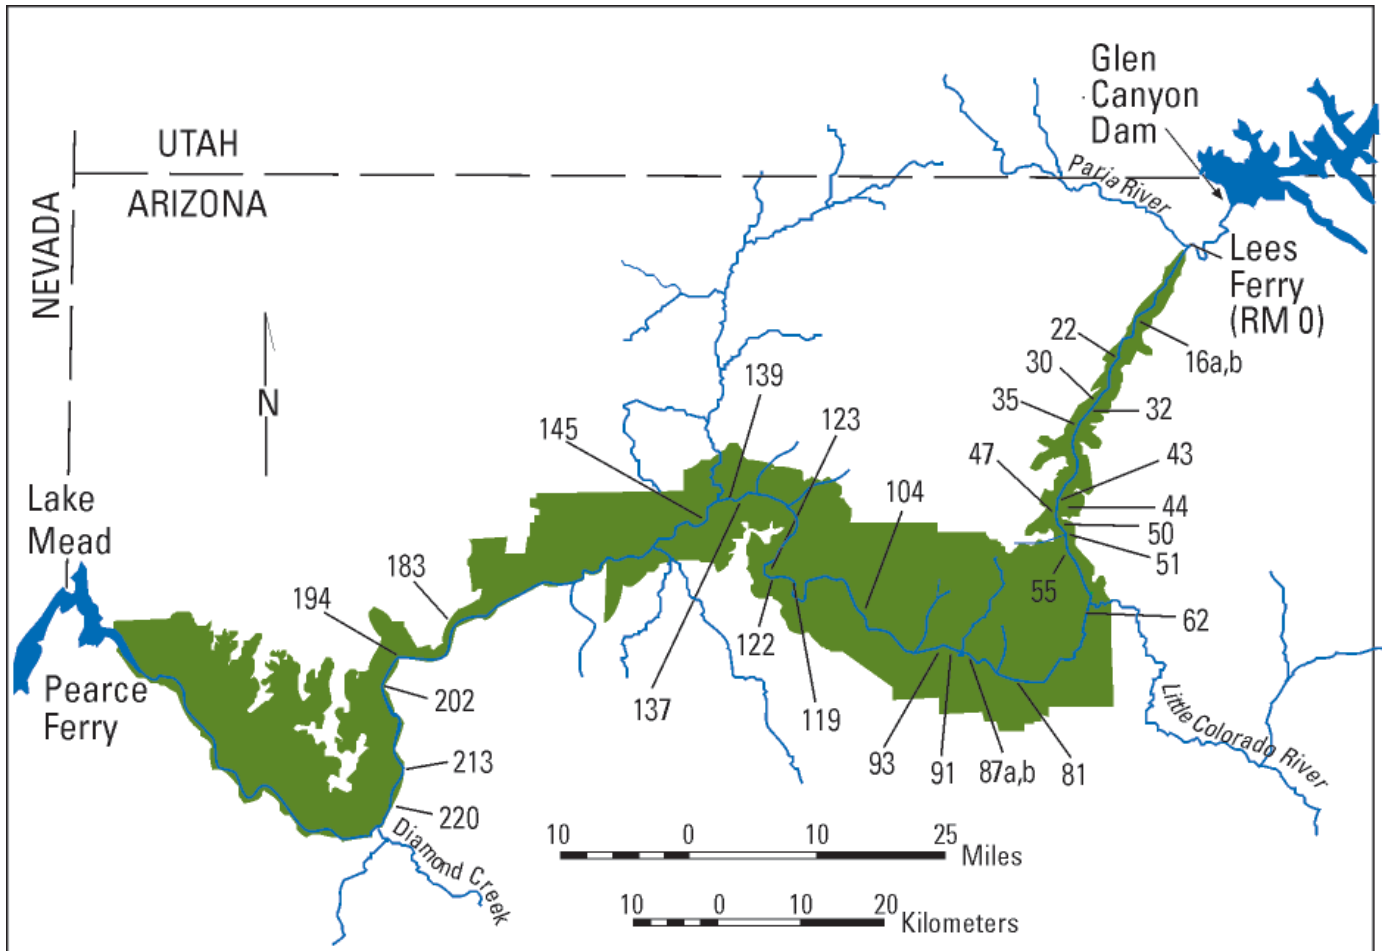 Glen
Canyon
Dam
UTAH
ARIZONA
NEVADA
Paria River
Lees
Ferry
(RM 0)
N
22
16a,b
30
139
35
32
123
145
47
43
104
44
50
51
Lake
Mead
183
55
194
62
122
Pearce
Ferry
202
137
119
Little Colorado River
93
91
87a,b
81
213
220
Diamond Creek
10 0 10 25
Miles
10 0 10 20
Kilometers